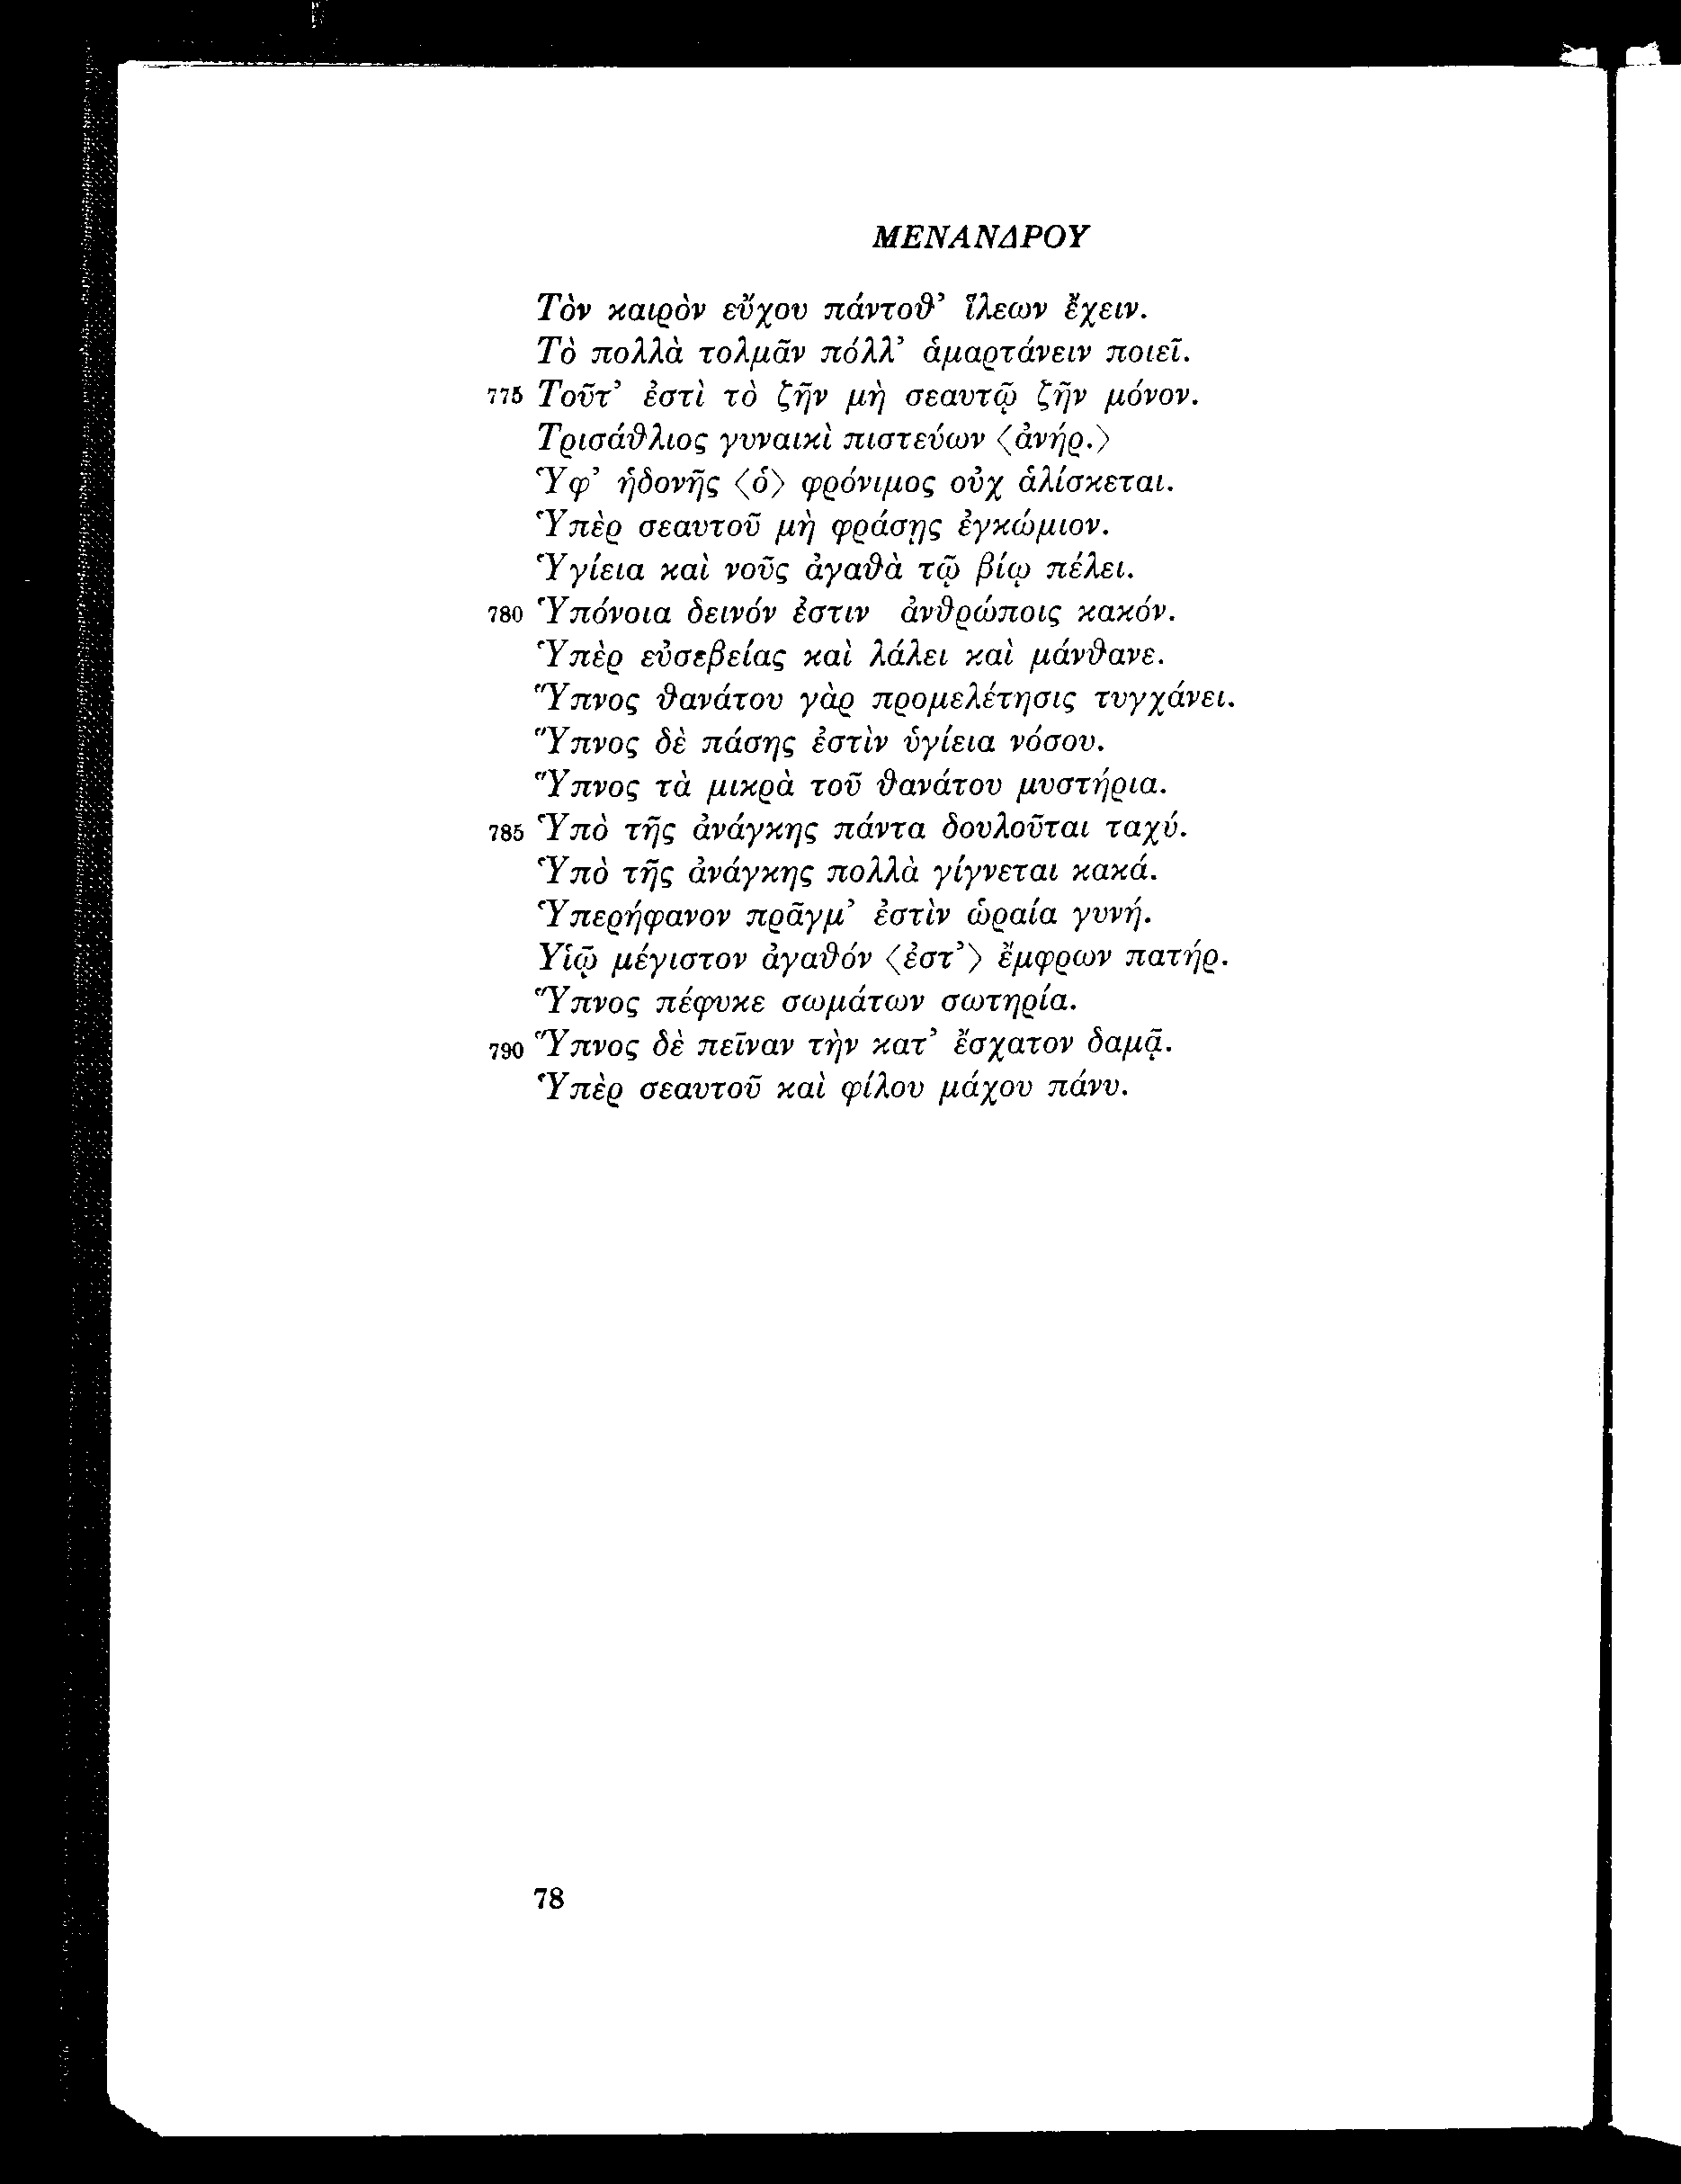 ΜΕΝΑΝΔΡΟΥ
Τὸν καιρὸν εὔχου πάντοθ’ ἵλεων ἔχειν.
Τὸ πολλὰ τολμᾶν πόλλ’ ἁμαρτάνειν ποιεῖ.
775 Τοῦτ’ ἐστὶ τὸ ζῆν μὴ σεαυτῷ ζῆν μόνον.
Τρισάθλιος γυναικὶ πιστεύων <ἀνήρ.>
Ὑφ’ ἡδονῆς <ὁ> φρόνιμος οὐχ ἁλίσκεται.
Ὑπὲρ σεαυτοῦ μὴ φράσῃς ἐγκώμιον.
Ὑγίεια καὶ νοῦς ἀγαθὰ τῷ βίῳ πέλει.
780 Ὑπόνοια δεινόν ἐστιν ἀνθρώποις κακόν.
Ὑπὲρ εὐσεβείας καὶ λάλει καὶ μάνθανε.
Ὕπνος θανάτου γὰρ προμελέτησις τυγχάνει.
Ὕπνος δὲ πάσης ἐστὶν ὑγίεια νόσου.
Ὕπνος τὰ μικρὰ τοῦ θανάτου μυστήρια.
785 Ὑπὸ τῆς ἀνάγκης πάντα δουλοῦται ταχύ.
Ὑπὸ τῆς ἀνάγκης πολλὰ γίγνεται κακά.
Ὑπερήφανον πρᾶγμ’ ἐστὶν ὡραία γυνή.
Υἱῷ μέγιστον ἀγαθόν <ἐστ’> ἔμφρων πατήρ.
Ὕπνος πέφυκε σωμάτων σωτηρία.
790 Ὕπνος δὲ πεῖναν τὴν κατ’ ἔσχατον δαμᾷ.
Ὑπὲρ σεαυτοῦ καὶ φίλου μάχου πάνυ.
78